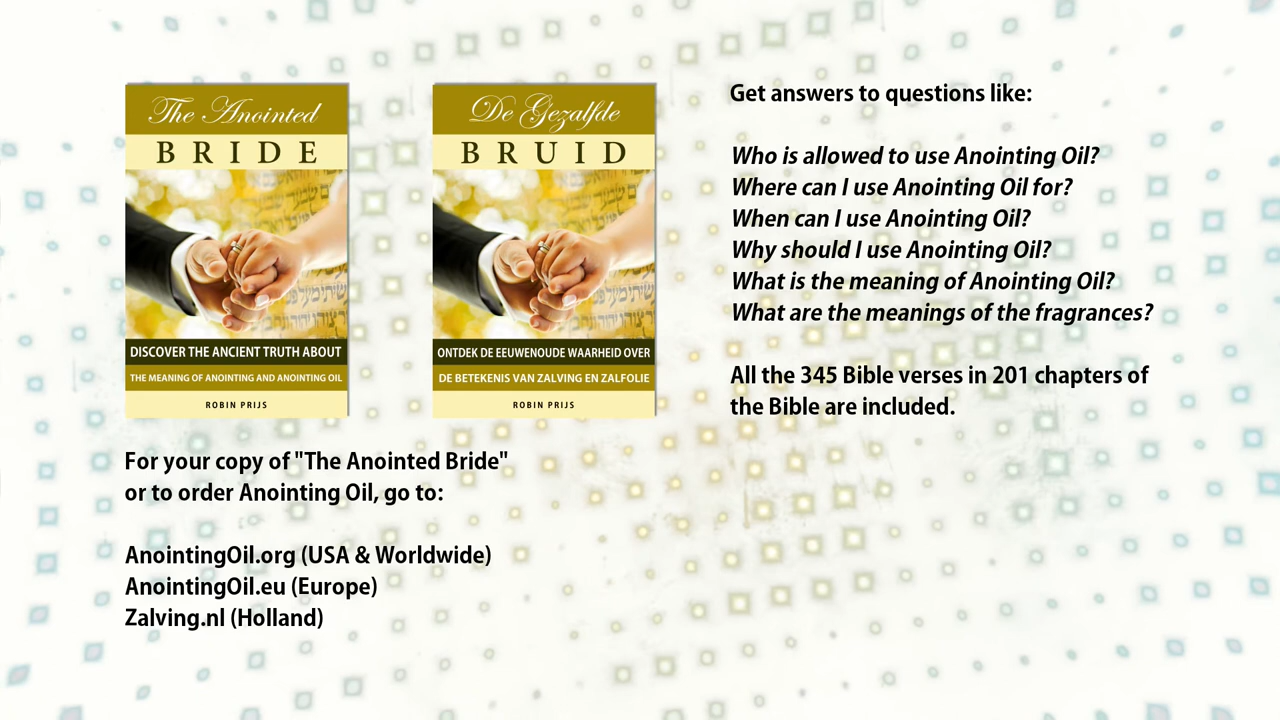 The Anointed
BRIDE
DISCOVER THE ANCIENT TRUTH ABOUT
THE MEANING OF ANOINTING AND ANOINTING OIL
ROBIN PRIJS
De Gezalfde
BRUID
ONTDEK DE EEUWENOUDE WAARHEID OVER
DE BETEKENIS VAN ZALVING EN ZALFOLIE
ROBIN PRIJS
Get answers to questions like:
Who is allowed to use Anointing Oil?
Where can I use Anointing Oil for?
When can I use Anointing Oil?
Why should I use Anointing Oil?
What is the meaning of Anointing Oil?
What are the meanings of the fragrances?
All the 345 Bible verses in 201 chapters of
the Bible are included.
For your copy of "The Anointed Bride"
or to order Anointing Oil, go to:
AnointingOil.org (USA & Worldwide)
AnointingOil.eu (Europe)
Zalving.nl (Holland)